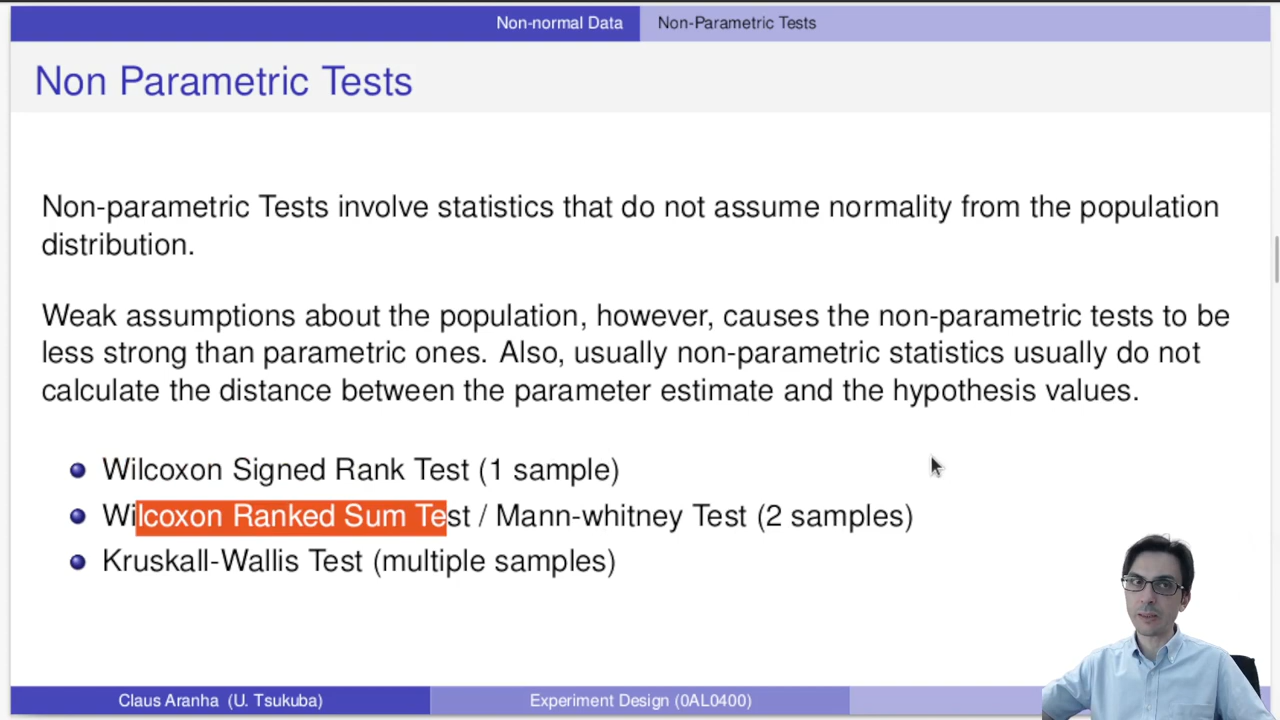 Non-normal Data
Non-Parametric Tests
Non Parametric Tests
Non-parametric Tests involve statistics that do not assume normality from the population
distribution.
Weak assumptions about the population, however, causes the non-parametric tests to be
less strong than parametric ones. Also, usually non-parametric statistics usually do not
calculate the distance between the parameter estimate and the hypothesis values.
Wilcoxon Signed Rank Test (1 sample)
Wilcoxon Ranked Sum Test / Mann-whitney Test (2 samples)
Kruskall-Wallis Test (multiple samples)
Claus Aranha (U. Tsukuba)
Experiment Design (0AL0400)